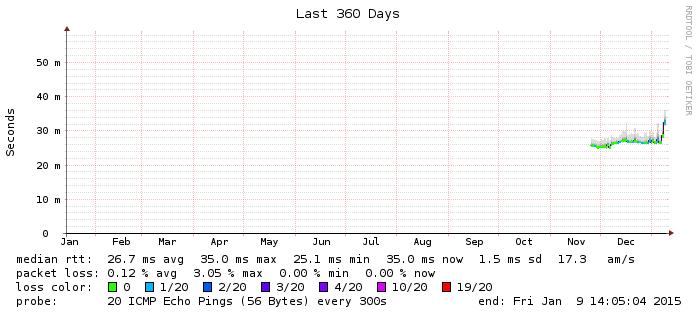 Last 360 Days
RRDTOOL / TOBI OETIKER
Seconds
50 m
40 m
30 m
20 m
10 m
0
Jan Feb Mar Apr May Jun Jul Aug Sep Oct Nov Dec
median rtt: 26.7 ms avg 35.0 ms max 25.1 ms min 35.0 ms now 1.5 ms sd 17.3 am/s
packet loss: 0.12 % avg 3.05 % max 0.00 % min 0.00 % now
loss color: 0 1/20 2/20 3/20 4/20 10/20 19/20
probe: 20 ICMP Echo Pings (56 Bytes) every 300s end: Fri Jan 9 14:05:04 2015